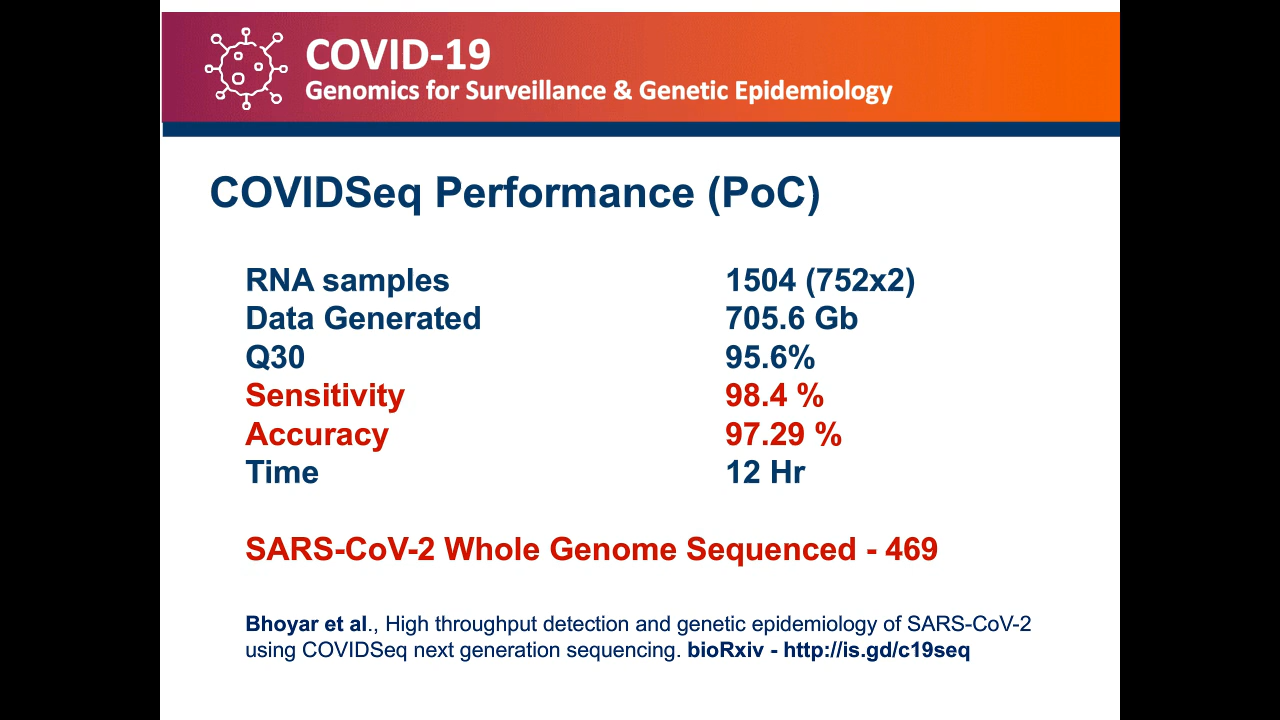 COVID-19
Genomics for Surveillance & Genetic Epidemiology
COVIDSeq Performance (PoC)
RNA samples 1504 (752x2)
Data Generated 705.6 Gb
Q30 95.6%
Sensitivity 98.4 %
Accuracy 97.29 %
Time 12 Hr
SARS-CoV-2 Whole Genome Sequenced - 469
Bhoyar et al., High throughput detection and genetic epidemiology of SARS-CoV-2
using COVIDSeq next generation sequencing. bioRxiv - http://is.gd/c19seq